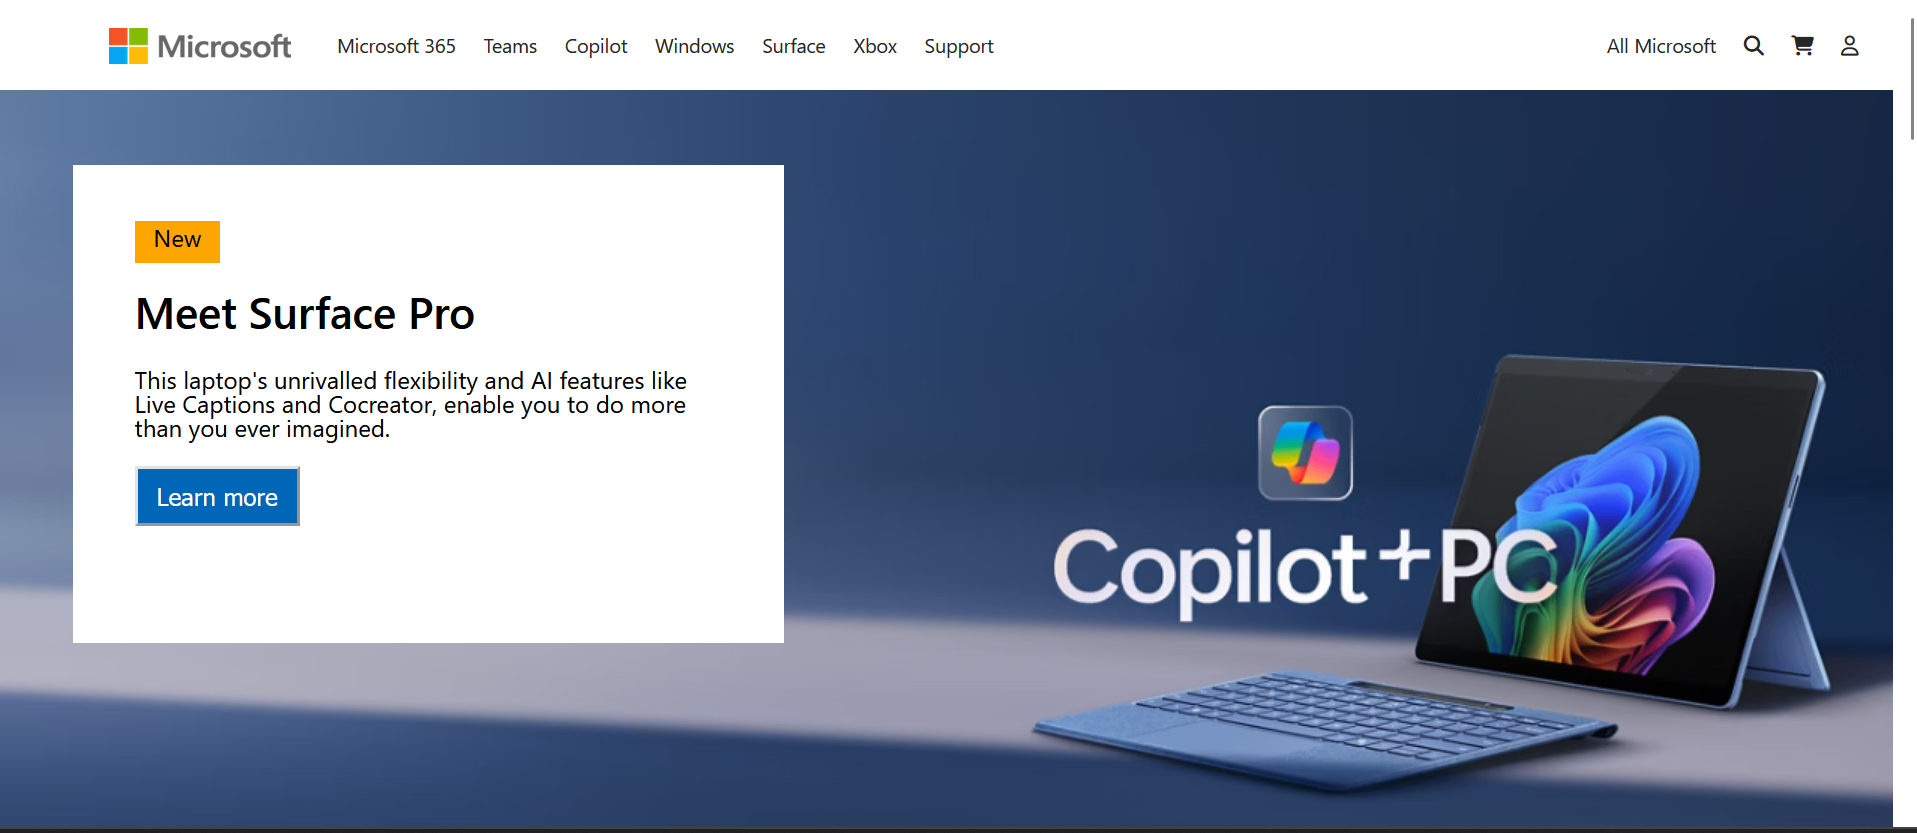 Microsoft
Microsoft 365
Teams
Copilot
Windows
Surface
Xbox
Support
All Microsoft
New
Meet Surface Pro
This laptop's unrivalled flexibility and AI features like
Live Captions and Cocreator, enable you to do more
than you ever imagined.
Learn more
Copilot+PC